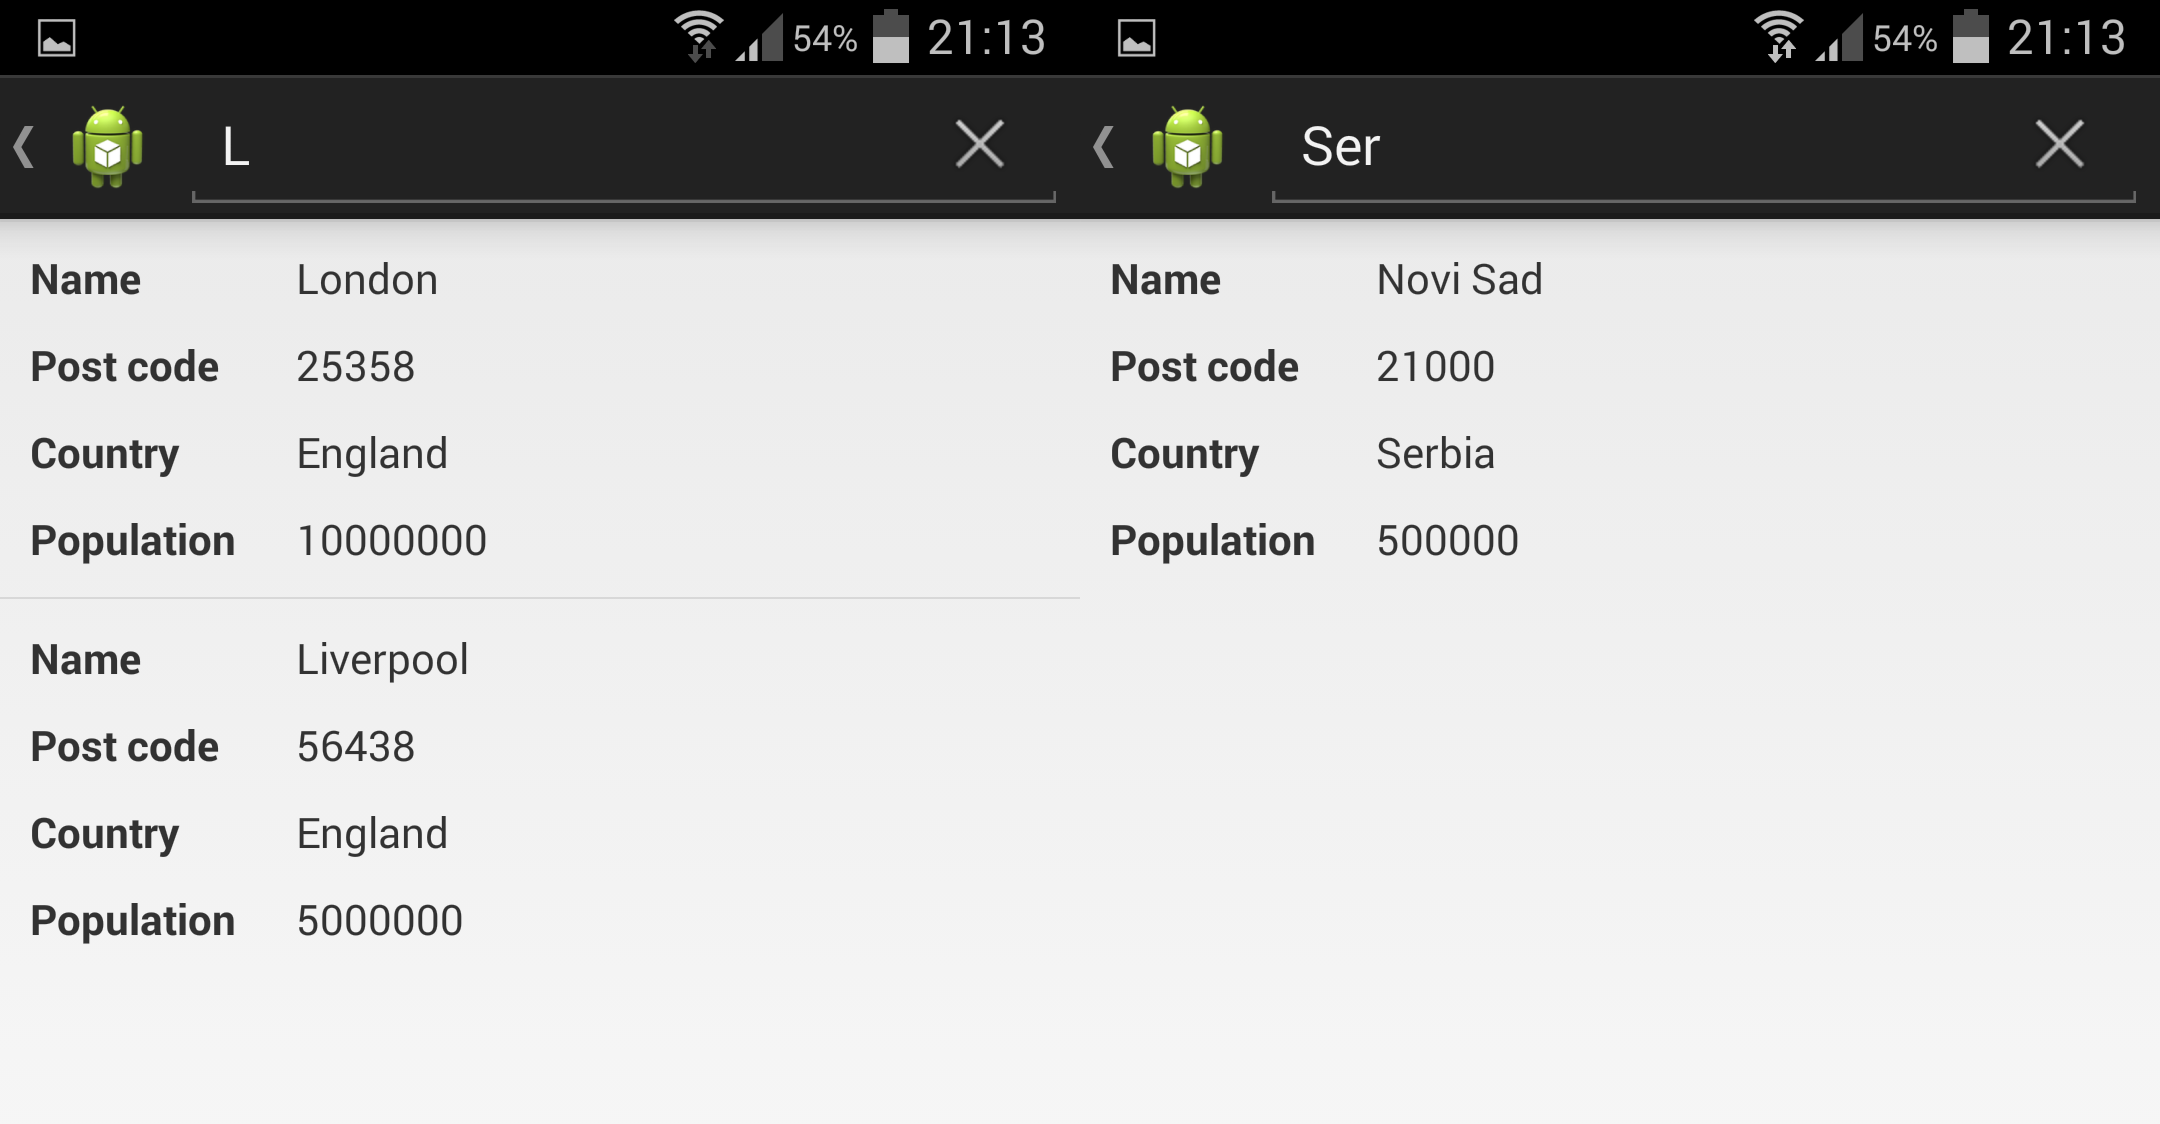 54% 21:13
L
Name London
Post code 25358
Country England
Population 10000000
Name Liverpool
Post code 56438
Country England
Population 5000000
54% 21:13
Ser
Name Novi Sad
Post code 21000
Country Serbia
Population 500000